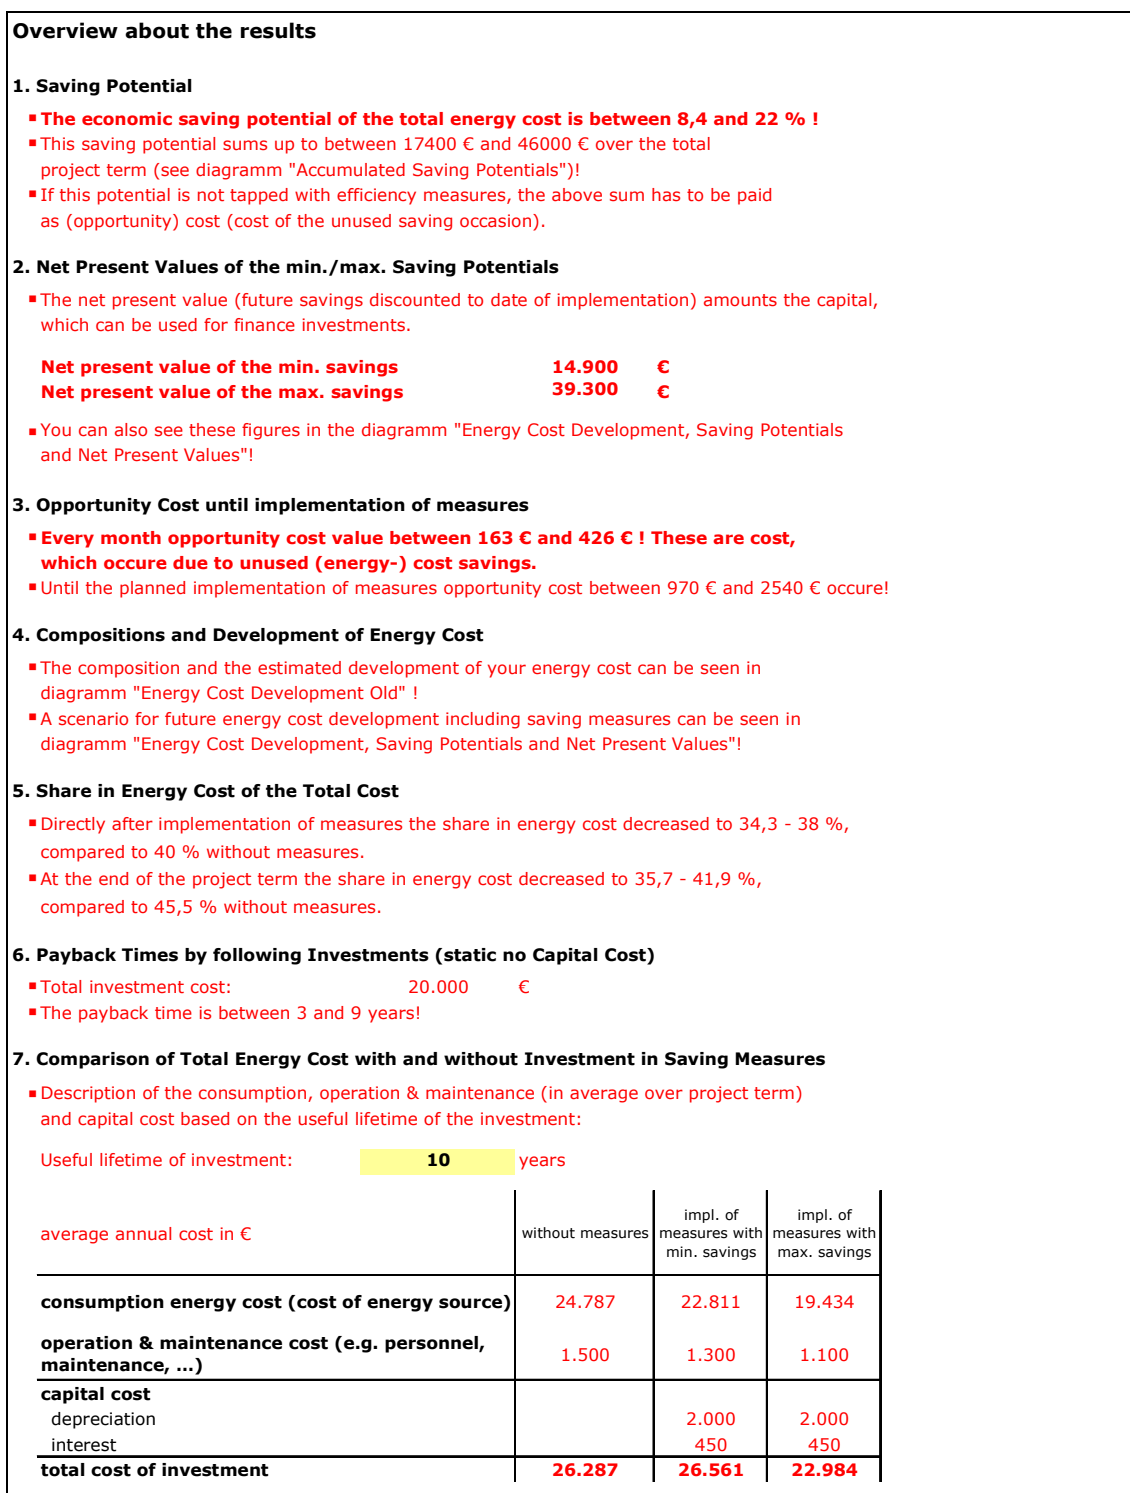 Overview about the results
1. Saving Potential
▪ The economic saving potential of the total energy cost is between 8,4 and 22 % !
▪ This saving potential sums up to between 17400 € and 46000 € over the total
project term (see diagramm "Accumulated Saving Potentials")!
▪ If this potential is not tapped with efficiency measures, the above sum has to be paid
as (opportunity) cost (cost of the unused saving occasion).
2. Net Present Values of the min./max. Saving Potentials
▪ The net present value (future savings discounted to date of implementation) amounts the capital,
which can be used for finance investments.
Net present value of the min. savings 14.900 €
Net present value of the max. savings 39.300 €
▪ You can also see these figures in the diagramm "Energy Cost Development, Saving Potentials
and Net Present Values"!
3. Opportunity Cost until implementation of measures
▪ Every month opportunity cost value between 163 € and 426 € ! These are cost,
which occure due to unused (energy-) cost savings.
▪ Until the planned implementation of measures opportunity cost between 970 € and 2540 € occure!
4. Compositions and Development of Energy Cost
▪ The composition and the estimated development of your energy cost can be seen in
diagramm "Energy Cost Development Old" !
▪ A scenario for future energy cost development including saving measures can be seen in
diagramm "Energy Cost Development, Saving Potentials and Net Present Values"!
5. Share in Energy Cost of the Total Cost
▪ Directly after implementation of measures the share in energy cost decreased to 34,3 - 38 %,
compared to 40 % without measures.
▪ At the end of the project term the share in energy cost decreased to 35,7 - 41,9 %,
compared to 45,5 % without measures.
6. Payback Times by following Investments (static no Capital Cost)
▪ Total investment cost: 20.000 €
▪ The payback time is between 3 and 9 years!
7. Comparison of Total Energy Cost with and without Investment in Saving Measures
▪ Description of the consumption, operation & maintenance (in average over project term)
and capital cost based on the useful lifetime of the investment:
Useful lifetime of investment: 10 years
average annual cost in €
without measures
impl. of
measures with
min. savings
impl. of
measures with
max. savings
consumption energy cost (cost of energy source) 24.787 22.811 19.434
operation & maintenance cost (e.g. personnel,
maintenance, ...) 1.500 1.300 1.100
capital cost
depreciation 2.000 2.000
interest 450 450
total cost of investment 26.287 26.561 22.984